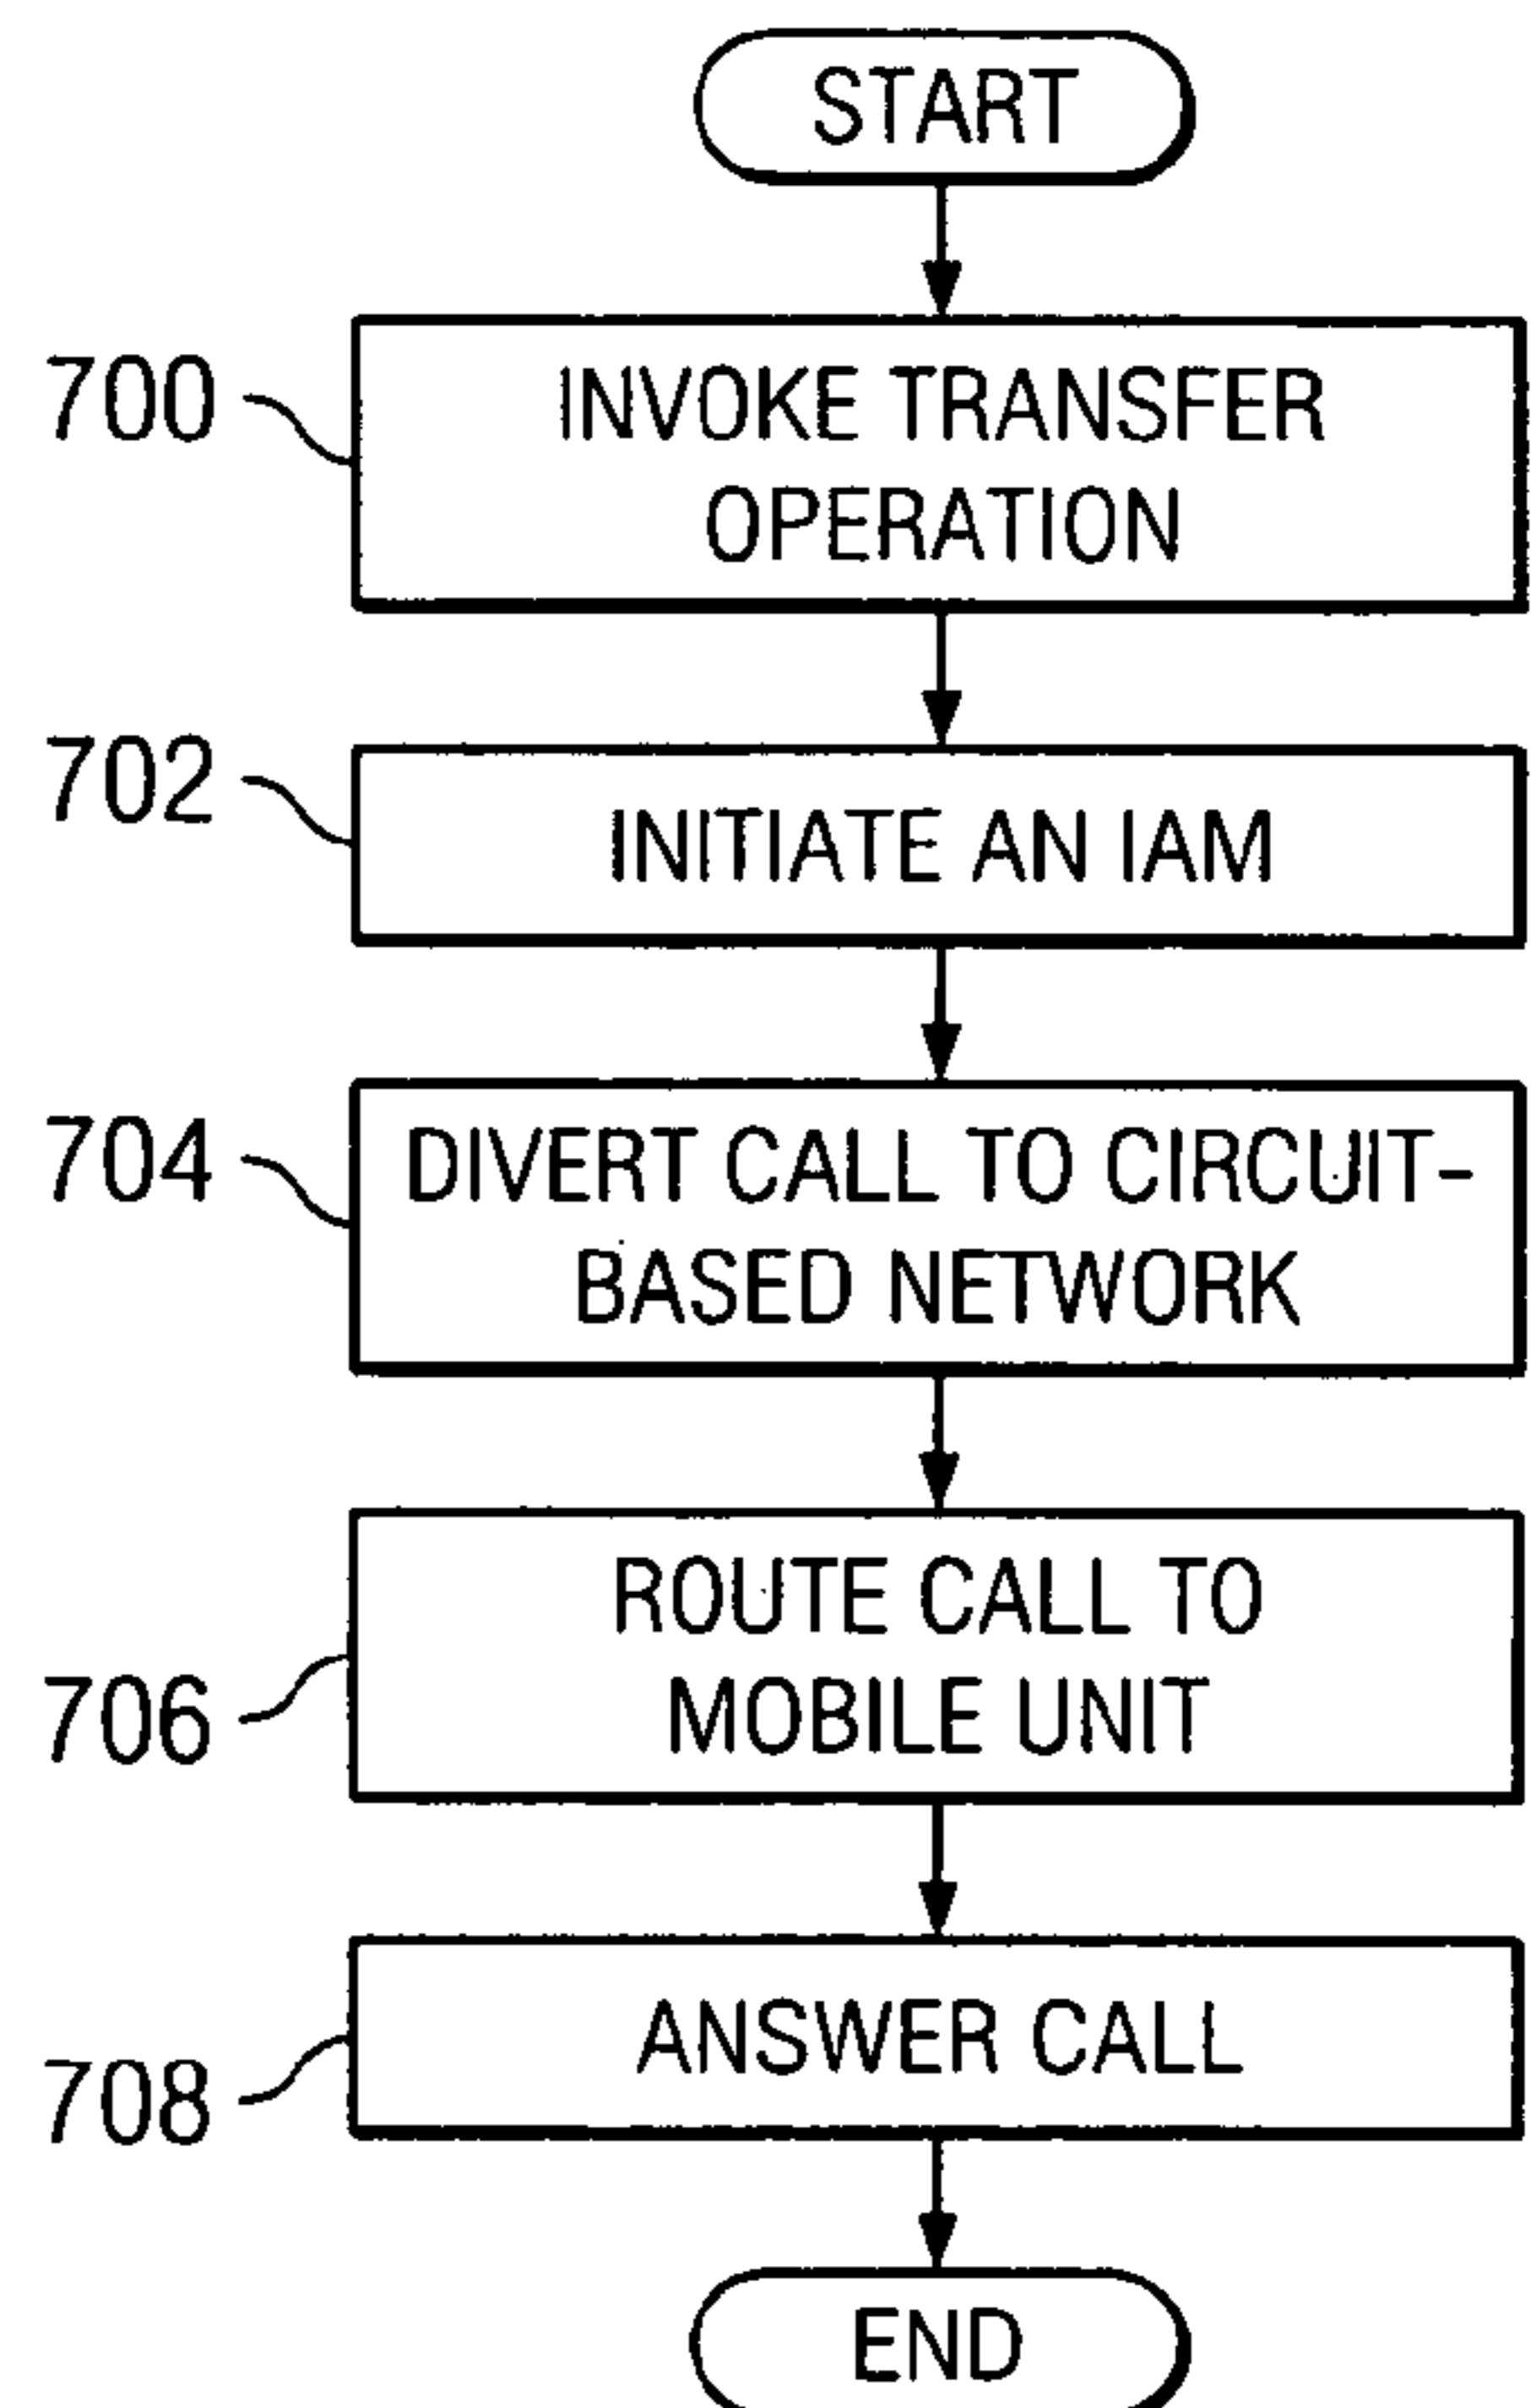 START
700
INVOKE TRANSFER
OPERATION
702
INITIATE AN IAM
704
DIVERT CALL TO CIRCUIT-
BASED NETWORK
706
ROUTE CALL TO
MOBILE UNIT
708
ANSWER CALL
END